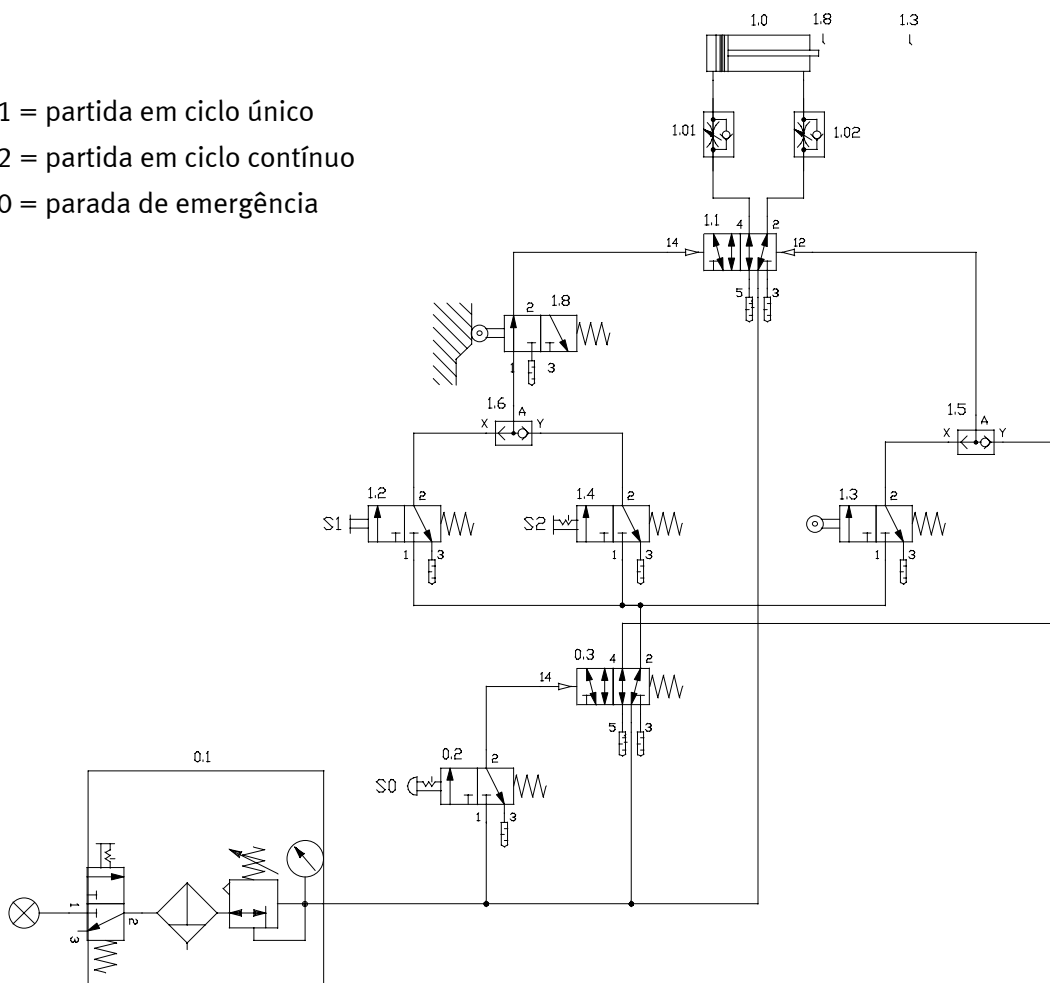 1.0 1.8 1.3
1 = partida em ciclo único
2 = partida em ciclo contínuo
0 = parada de emergência
1.01 1.02
1.1 4 2
14 12
5 3
2 1.8
1 3
1.6 A
X Y
1.5 A
X Y
1.2 2
S1
1 3
1.4 2
S2
1 3
1.3 2
1 3
0.3 4 2
14
5 3
0.2 2
S0
1 3
0.1
1 2
3